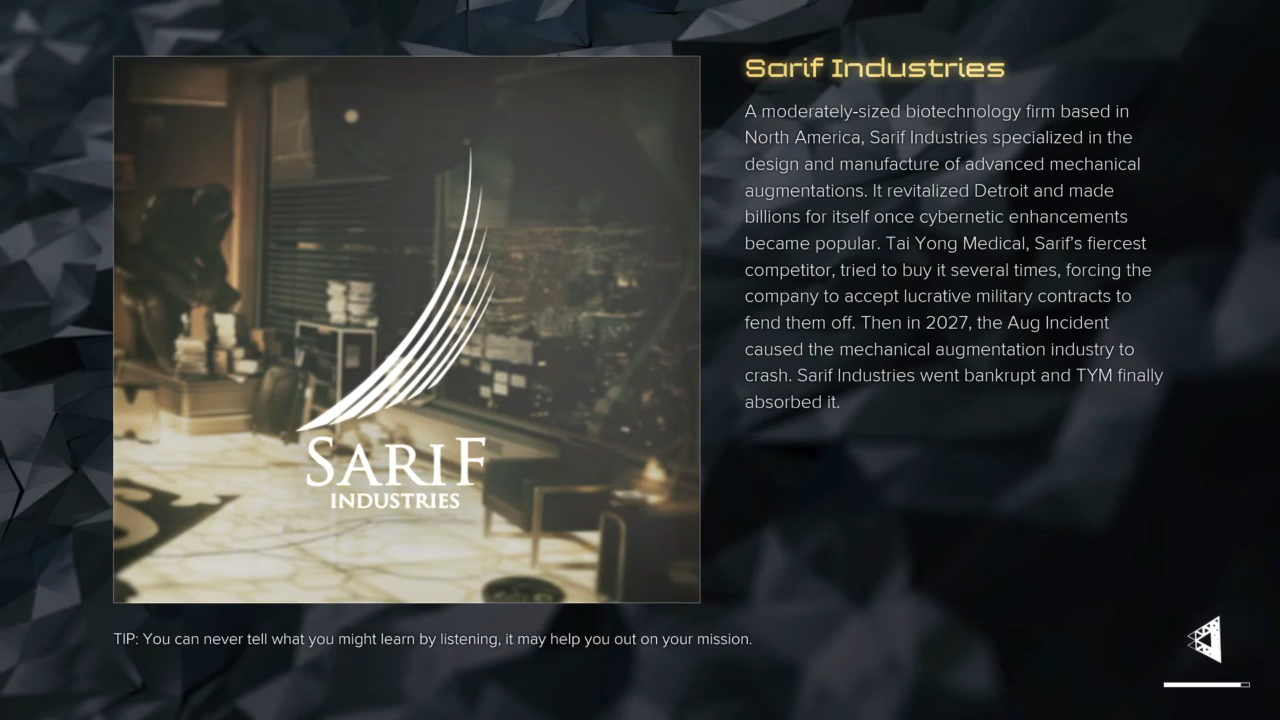 Sarif Industries
A moderately-sized biotechnology firm based in
North America, Sarif Industries specialized in the
design and manufacture of advanced mechanical
augmentations. It revitalized Detroit and made
billions for itself once cybernetic enhancements
became popular. Tai Yong Medical, Sarif's fiercest
competitor, tried to buy it several times, forcing the
company to accept lucrative military contracts to
fend them off. Then in 2027, the Aug Incident
caused the mechanical augmentation industry to
crash. Sarif Industries went bankrupt and TYM finally
absorbed it.
SARIF
INDUSTRIES
TIP: You can never tell what you might learn by listening, it may help you out on your mission.